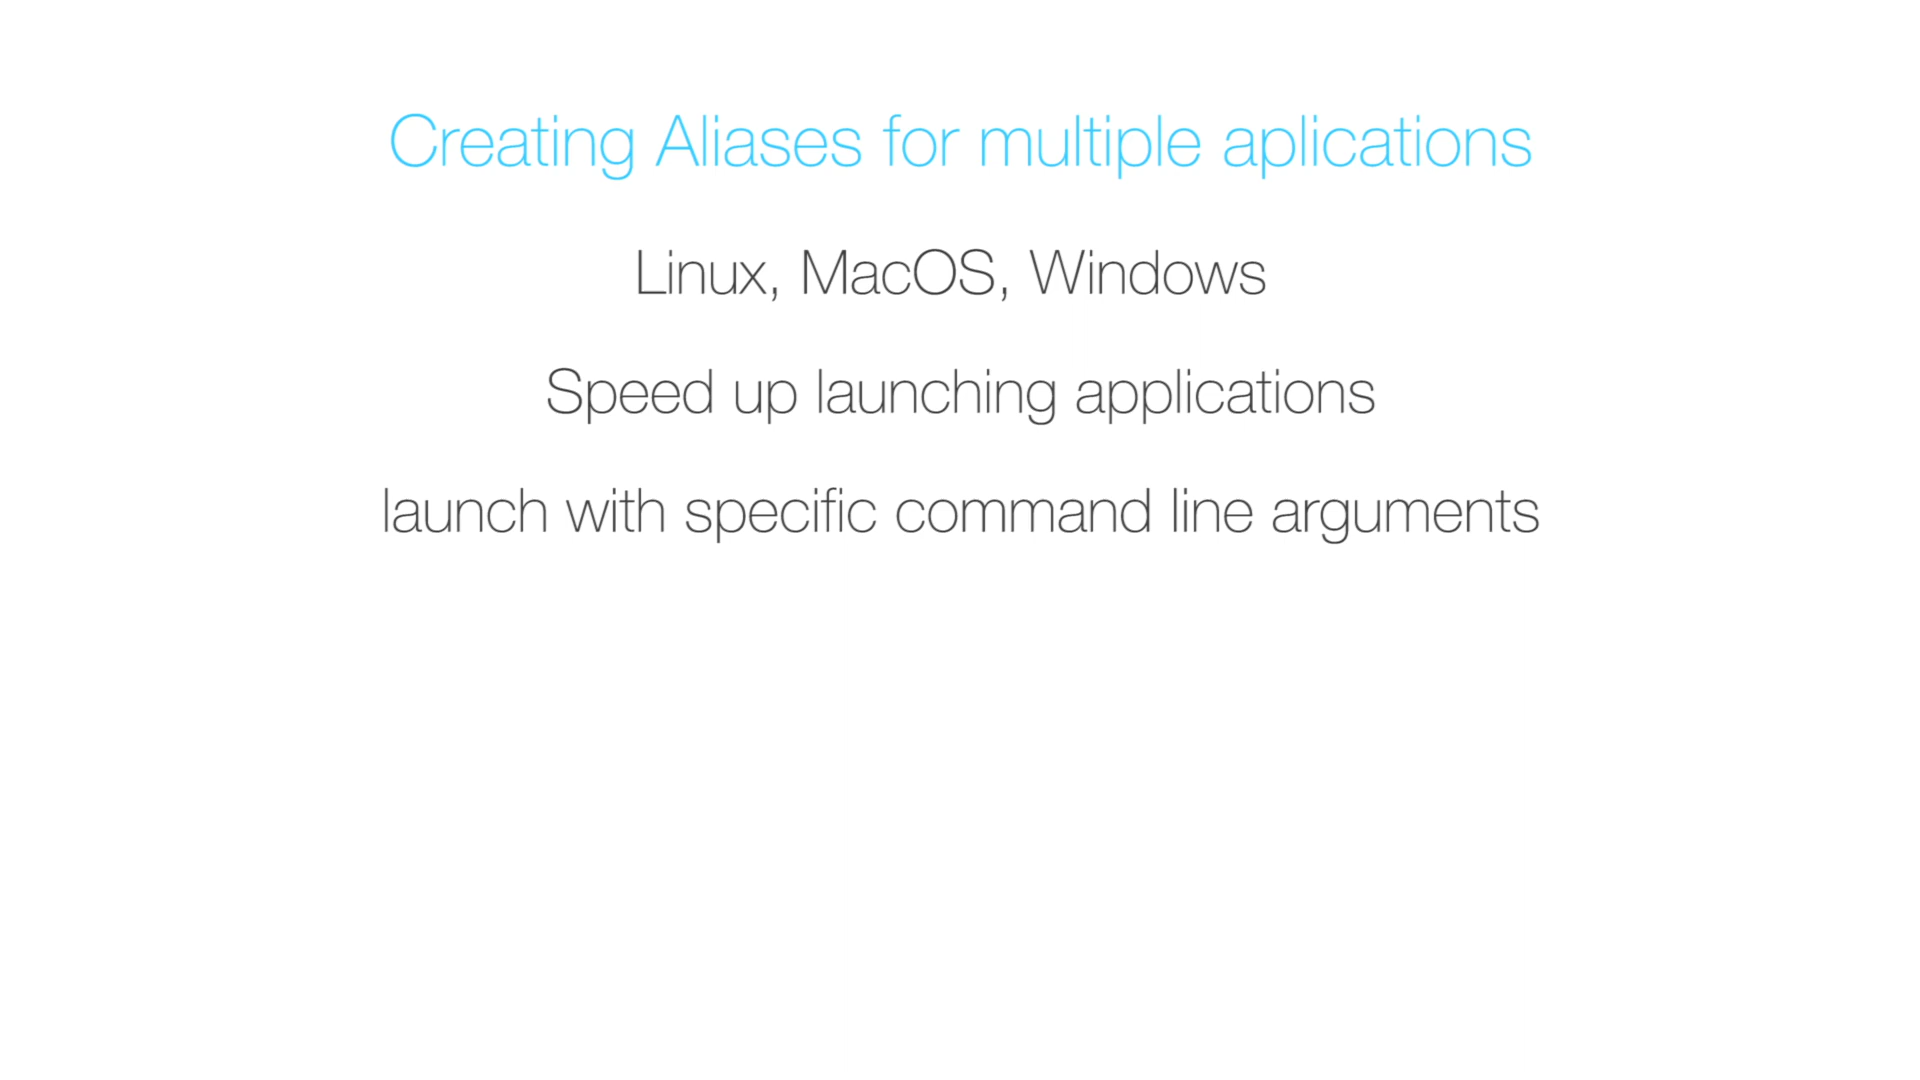 Creating Aliases for multiple aplications
Linux, MacOS, Windows
Speed up launching applications
launch with specific command line arguments